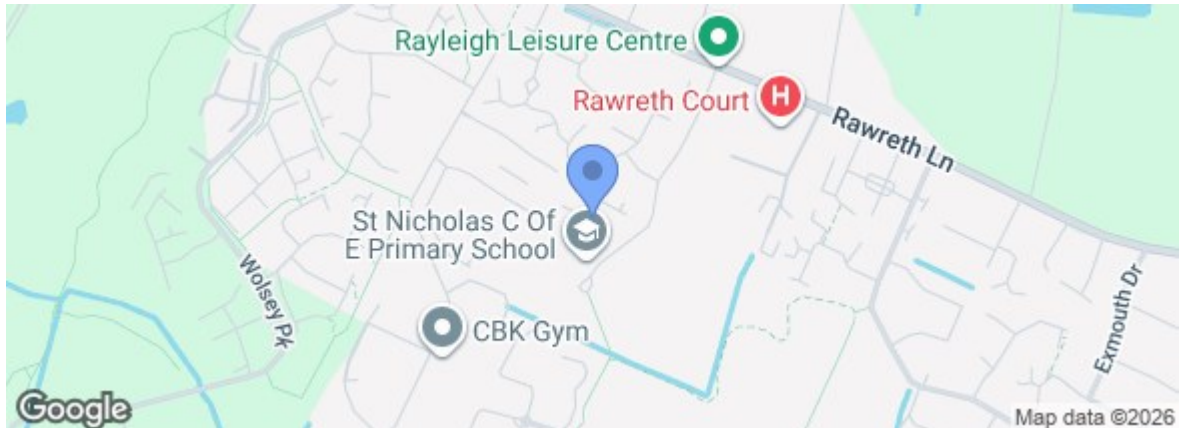 Rayleigh Leisure Centre
Rawreth Court
H
Rawreth Ln
St Nicholas C Of
E Primary School
Wolsey Pk
CBK Gym
Exmouth Dr
Google
Map data ©2026